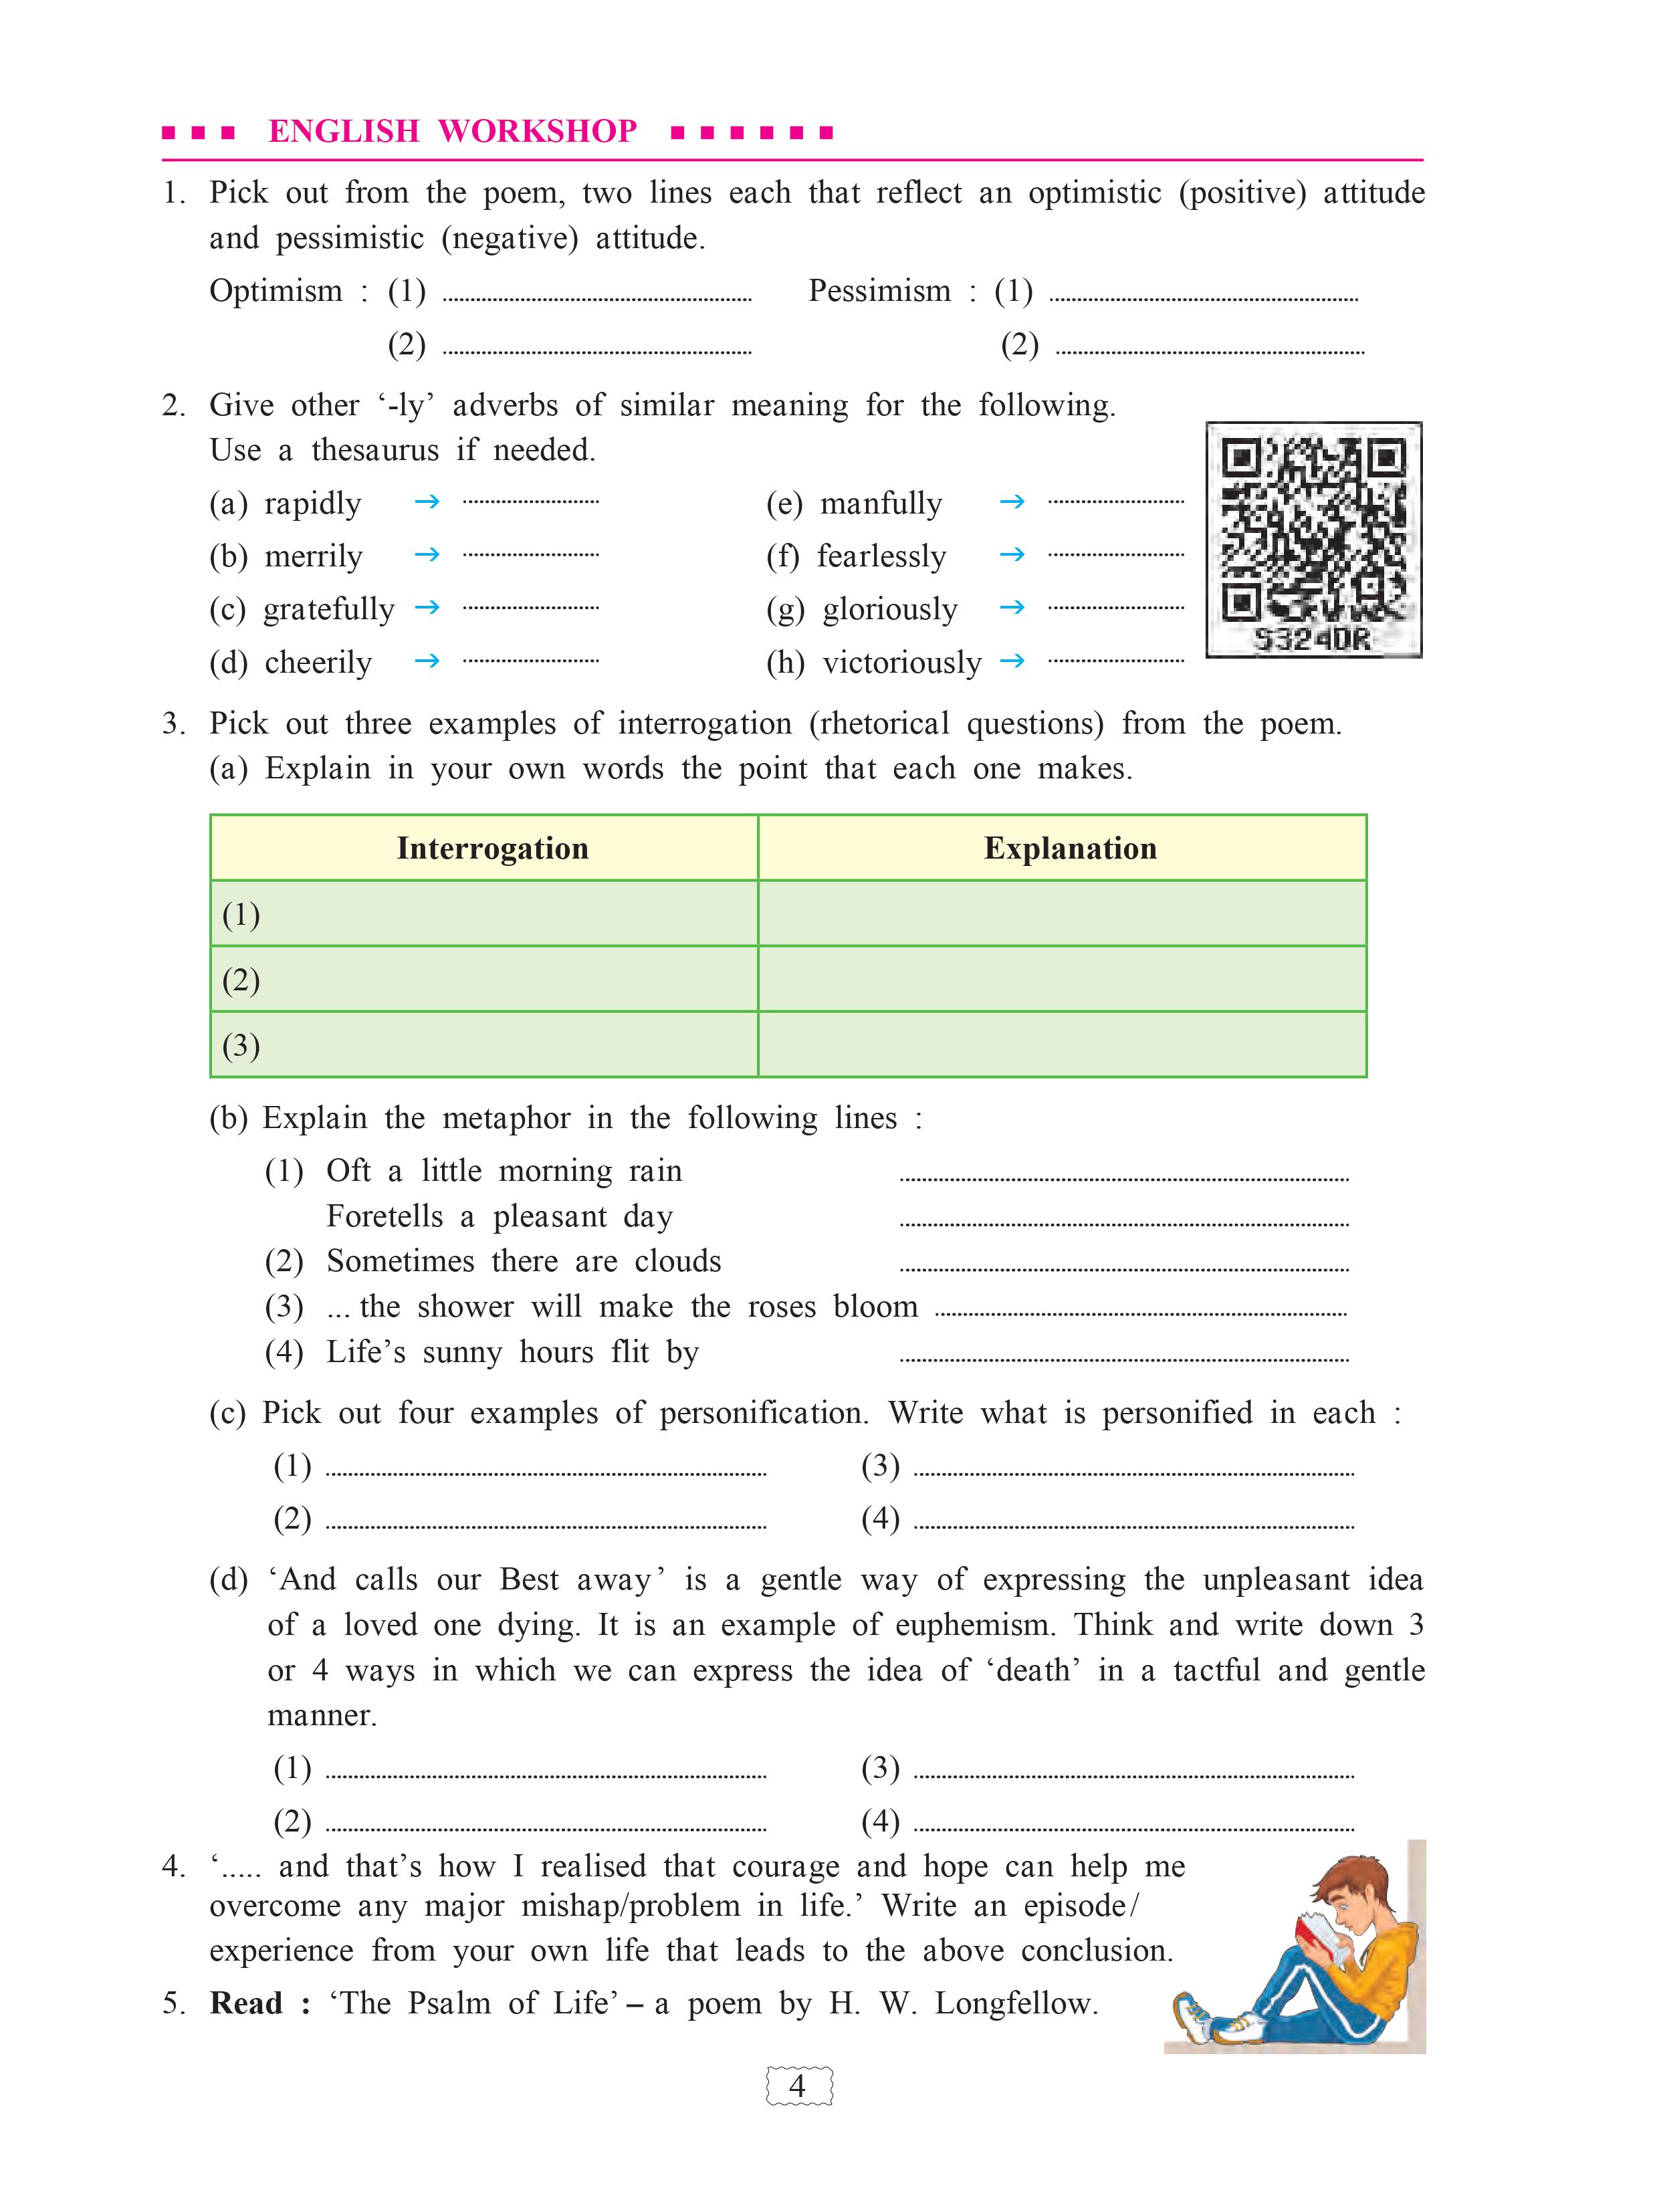 ENGLISH WORKSHOP
1. Pick out from the poem, two lines each that reflect an optimistic (positive) attitude
and pessimistic (negative) attitude.
Optimism : (1) .......................................................... Pessimism : (1) ..........................................................
(2) .......................................................... (2) ..........................................................
2. Give other ‘-ly’ adverbs of similar meaning for the following.
Use a thesaurus if needed.
(a) rapidly → ......................... (e) manfully → .........................
(b) merrily → ......................... (f) fearlessly → .........................
(c) gratefully → ......................... (g) gloriously → .........................
(d) cheerily → ......................... (h) victoriously → .........................
S324DR
3. Pick out three examples of interrogation (rhetorical questions) from the poem.
(a) Explain in your own words the point that each one makes.
Interrogation Explanation
(1)
(2)
(3)
(b) Explain the metaphor in the following lines :
(1) Oft a little morning rain ..........................................................
Foretells a pleasant day ..........................................................
(2) Sometimes there are clouds ..........................................................
(3) ... the shower will make the roses bloom ..........................................................
(4) Life’s sunny hours flit by ..........................................................
(c) Pick out four examples of personification. Write what is personified in each :
(1) .......................................................... (3) ..........................................................
(2) .......................................................... (4) ..........................................................
(d) ‘And calls our Best away’ is a gentle way of expressing the unpleasant idea
of a loved one dying. It is an example of euphemism. Think and write down 3
or 4 ways in which we can express the idea of ‘death’ in a tactful and gentle
manner.
(1) .......................................................... (3) ..........................................................
(2) .......................................................... (4) ..........................................................
4. ‘..... and that’s how I realised that courage and hope can help me
overcome any major mishap/problem in life.’ Write an episode/
experience from your own life that leads to the above conclusion.
5. Read : ‘The Psalm of Life’ – a poem by H. W. Longfellow.
4